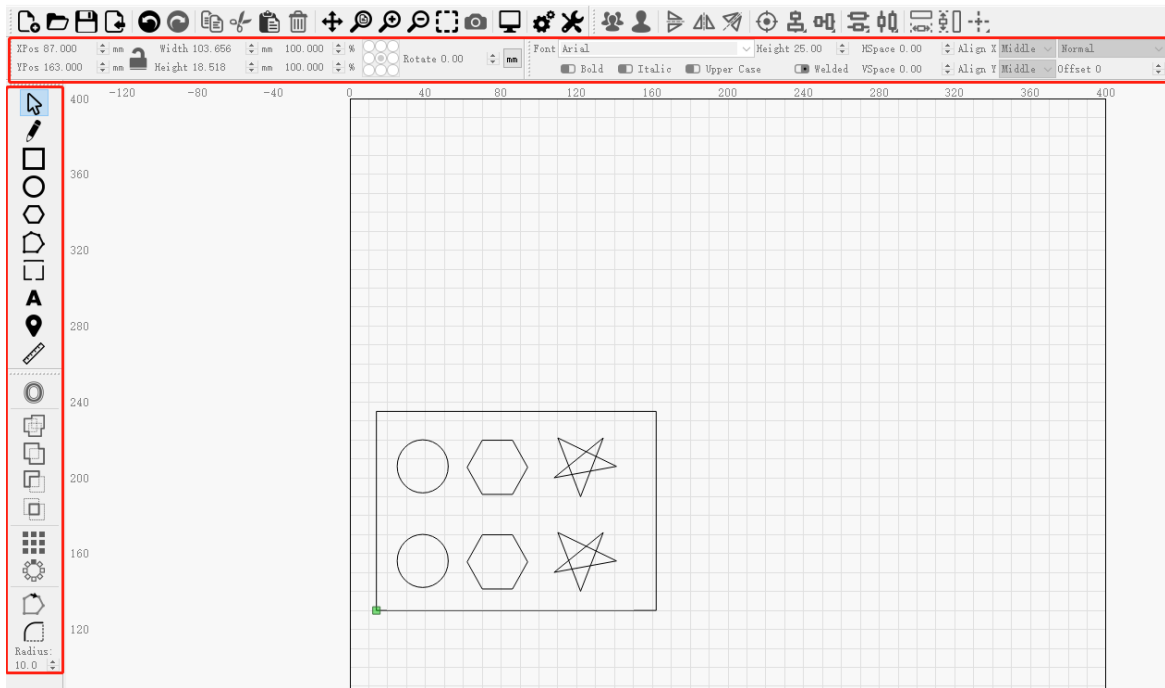 XPos 87.000 mm Width 103.656 mm 100.000 % Rotate 0.00 mm Font Arial Height 25.00 HSpace 0.00 Align X Middle Normal
YPos 163.000 mm Height 18.518 mm 100.000 % Bold Italic Upper Case Welded VSpace 0.00 Align Y Middle Offset 0
-120 -80 -40 0 40 80 120 160 200 240 280 320 360 400
400
360
320
280
240
200
160
120
A
Radius:
10.0